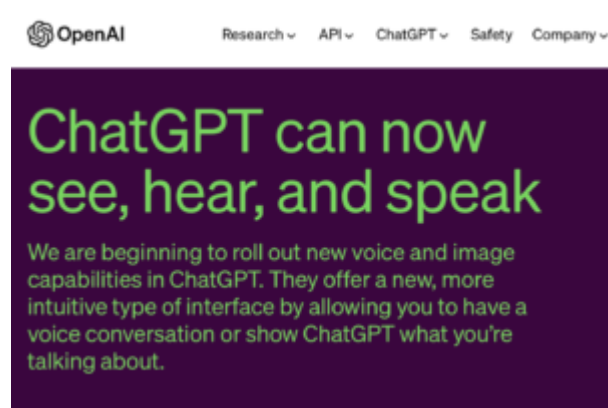 OpenAI Research API ChatGPT Safety Company
ChatGPT can now
see, hear, and speak
We are beginning to roll out new voice and image
capabilities in ChatGPT. They offer a new, more
intuitive type of interface by allowing you to have a
voice conversation or show ChatGPT what you're
talking about.